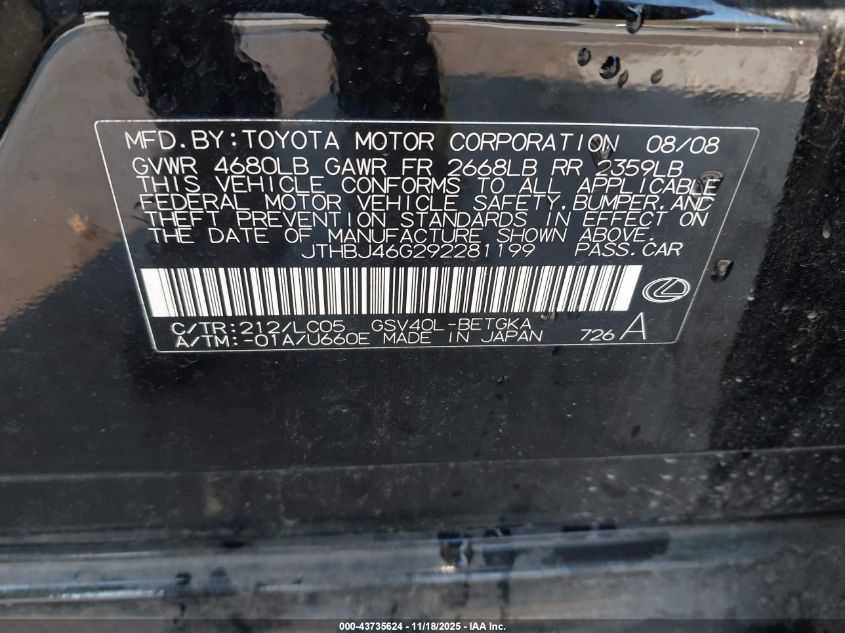 MFD.BY:TOYOTA MOTOR CORPORATION 08/08
GVWR 4680LB GAWR FR 2668LB RR 2359LB
THIS VEHICLE CONFORMS TO ALL APPLICABLE
FEDERAL MOTOR VEHICLE SAFETY,BUMPER,AND
THEFT PREVENTION STANDARDS IN EFFECT ON
THE DATE OF MANUFACTURE SHOWN ABOVE.
JTHBJ46G292281199 PASS.CAR
C/TR:212/LC05 GSV40L-BETGKA
A/TM:-01A/U660E MADE IN JAPAN 726 A
000-43735624 - 11/18/2025 - IAA Inc.